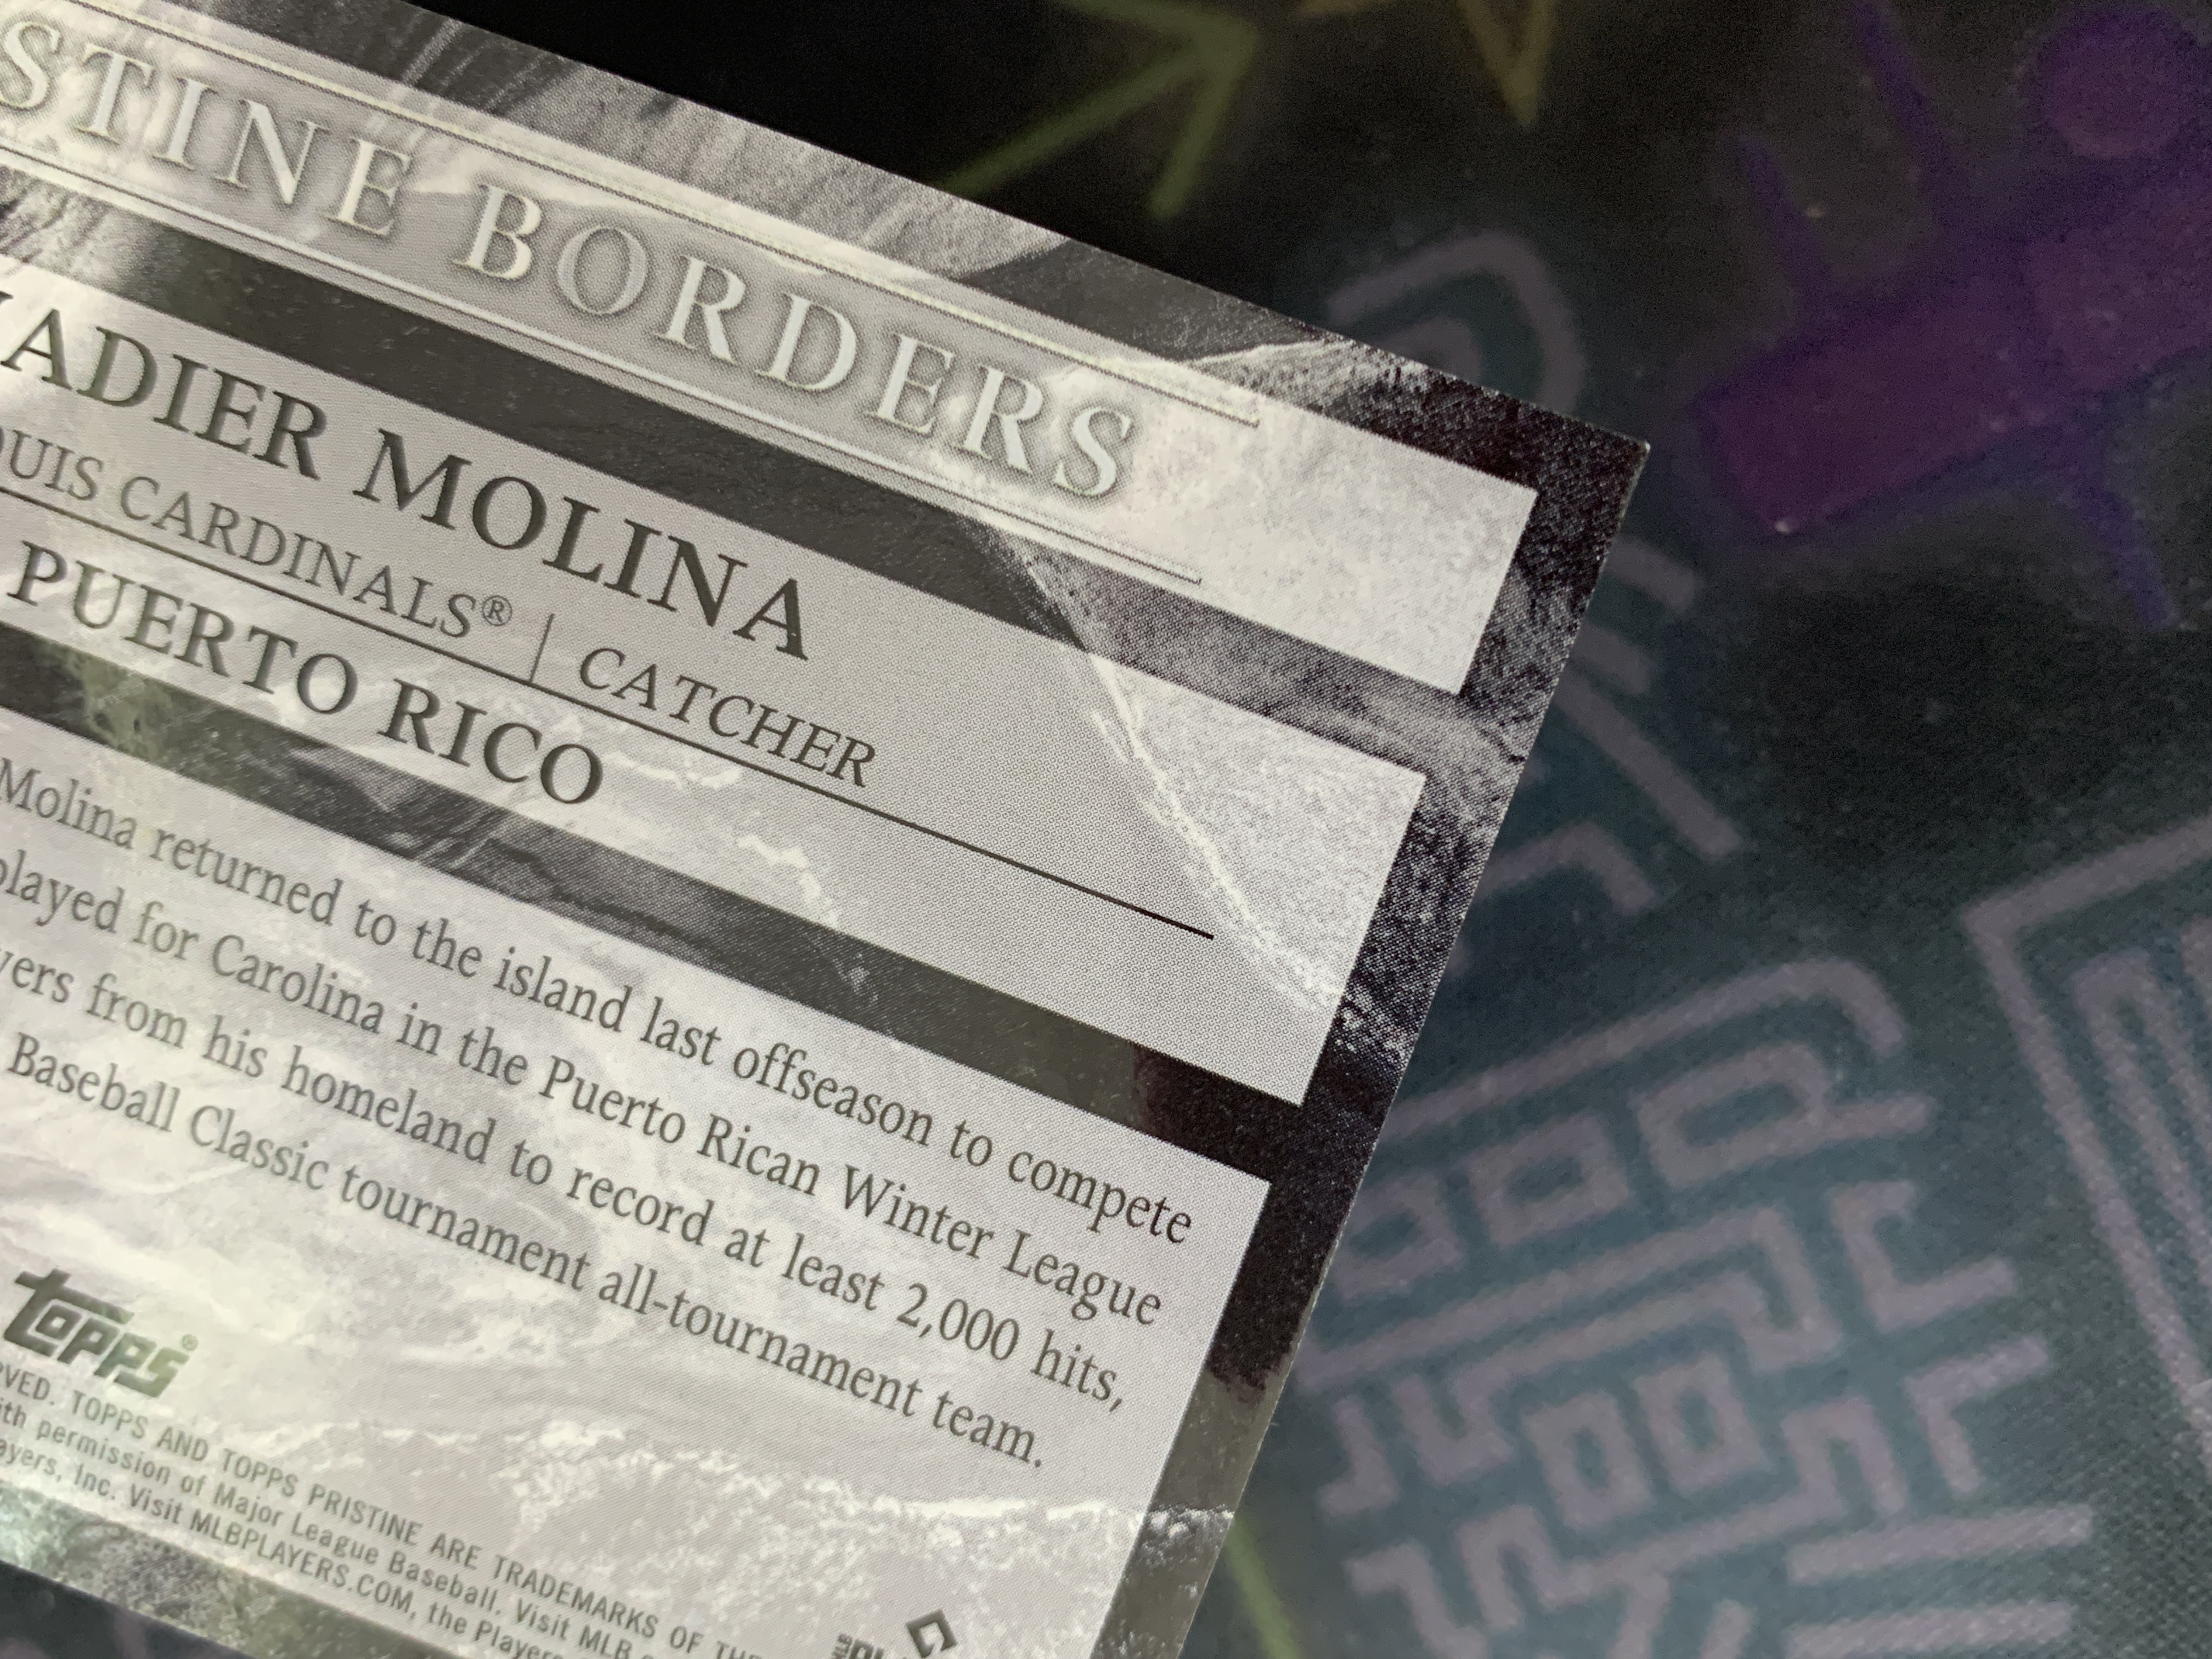 STINE BORDERS
ADIER MOLINA
OUIS CARDINALS® | CATCHER
PUERTO RICO
Molina returned to the island last offseason to compete
played for Carolina in the Puerto Rican Winter League
yers from his homeland to record at least 2,000 hits,
Baseball Classic tournament all-tournament team.
topps®
RVED. TOPPS AND TOPPS PRISTINE ARE TRADEMARKS OF THE
ith permission of Major League Baseball. Visit MLB
ayers, Inc. Visit MLBPLAYERS.COM, the Players
MLB